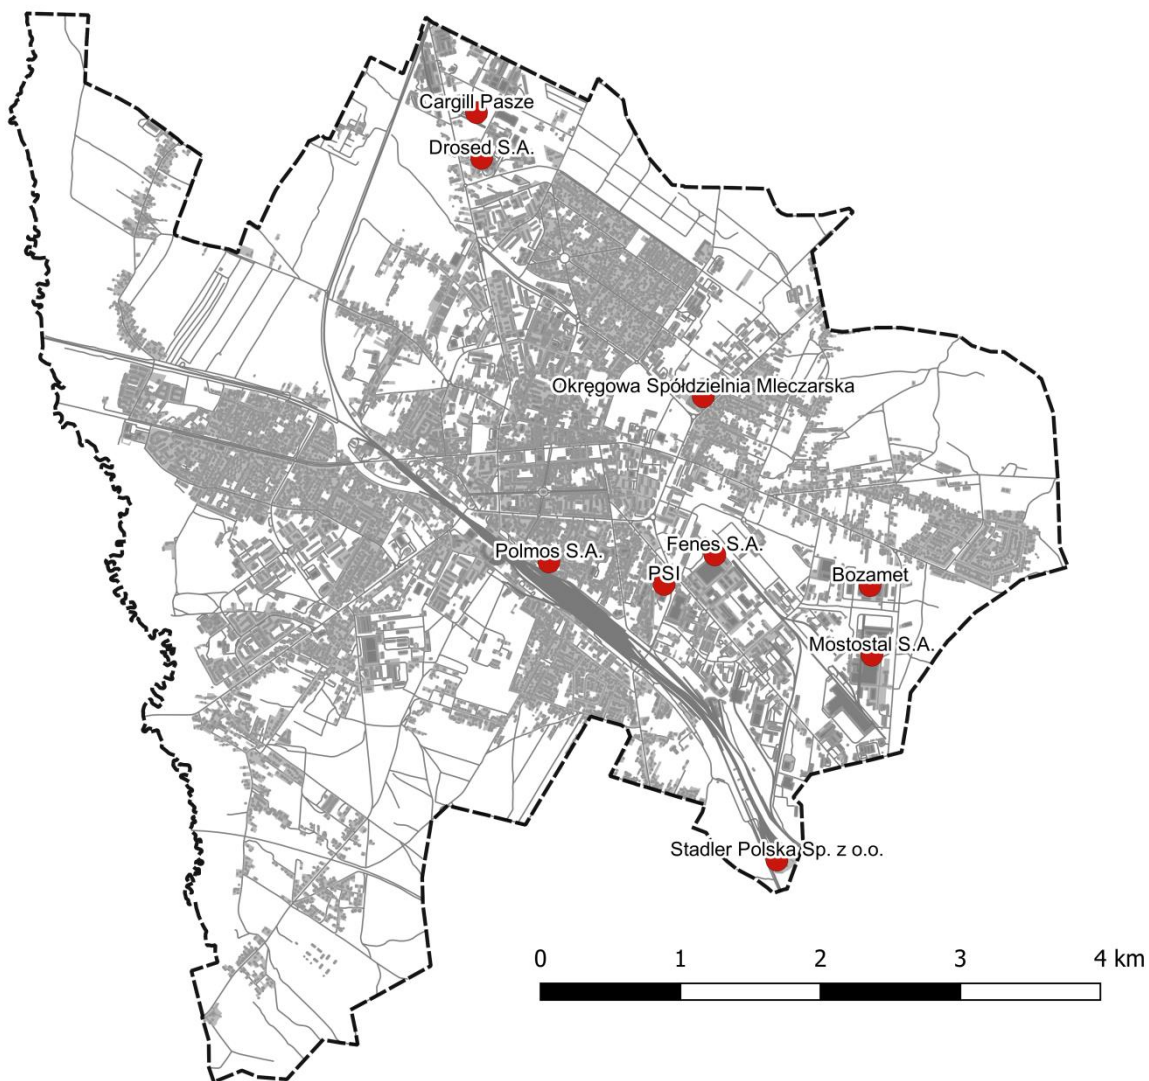 Cargill Pasze
Drosed S.A.
Okręgowa Spółdzielnia Mleczarska
Fenes S.A.
Polmos S.A.
PSI
Bozamet
Mostostal S.A.
Stadler Polska Sp. z o.o.
0 1 2 3 4 km